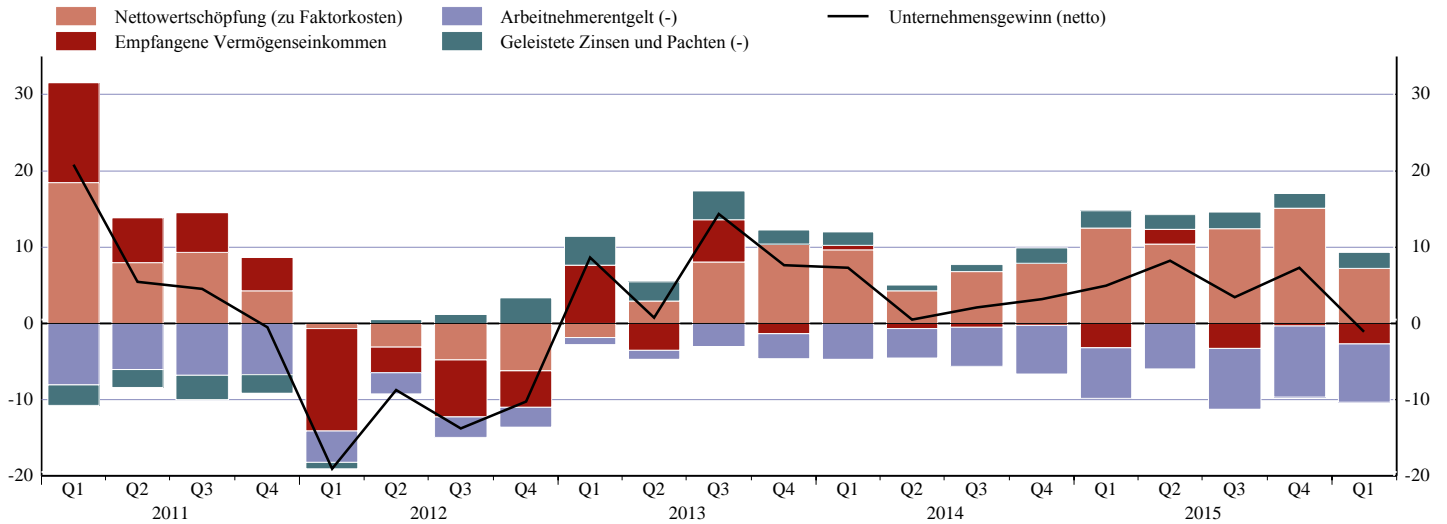 Nettowertschöpfung (zu Faktorkosten) Arbeitnehmerentgelt (-) Unternehmensgewinn (netto)
Empfangene Vermögenseinkommen Geleistete Zinsen und Pachten (-)
30 30
20 20
10 10
0 0
-10 -10
-20 -20
Q1 Q2 Q3 Q4 Q1 Q2 Q3 Q4 Q1 Q2 Q3 Q4 Q1 Q2 Q3 Q4 Q1 Q2 Q3 Q4 Q1
2011 2012 2013 2014 2015